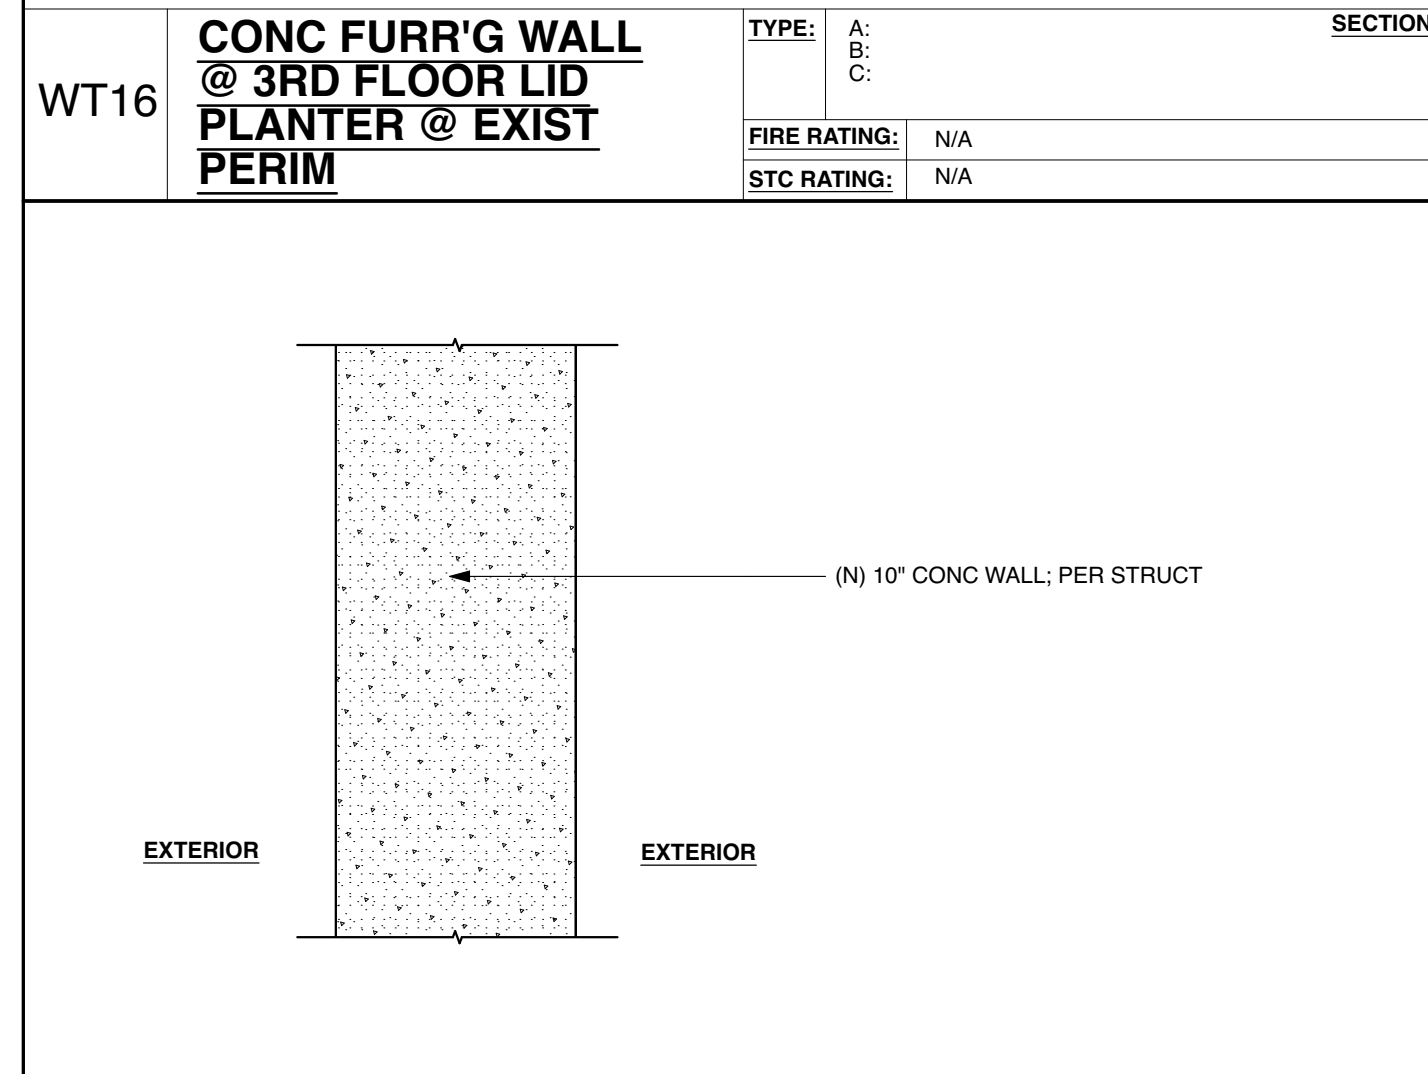 WT16
CONC FURR'G WALL
@ 3RD FLOOR LID
PLANTER @ EXIST
PERIM
TYPE:
A:
B:
C:
SECTION
FIRE RATING:
N/A
STC RATING:
N/A
(N) 10" CONC WALL; PER STRUCT
EXTERIOR
EXTERIOR